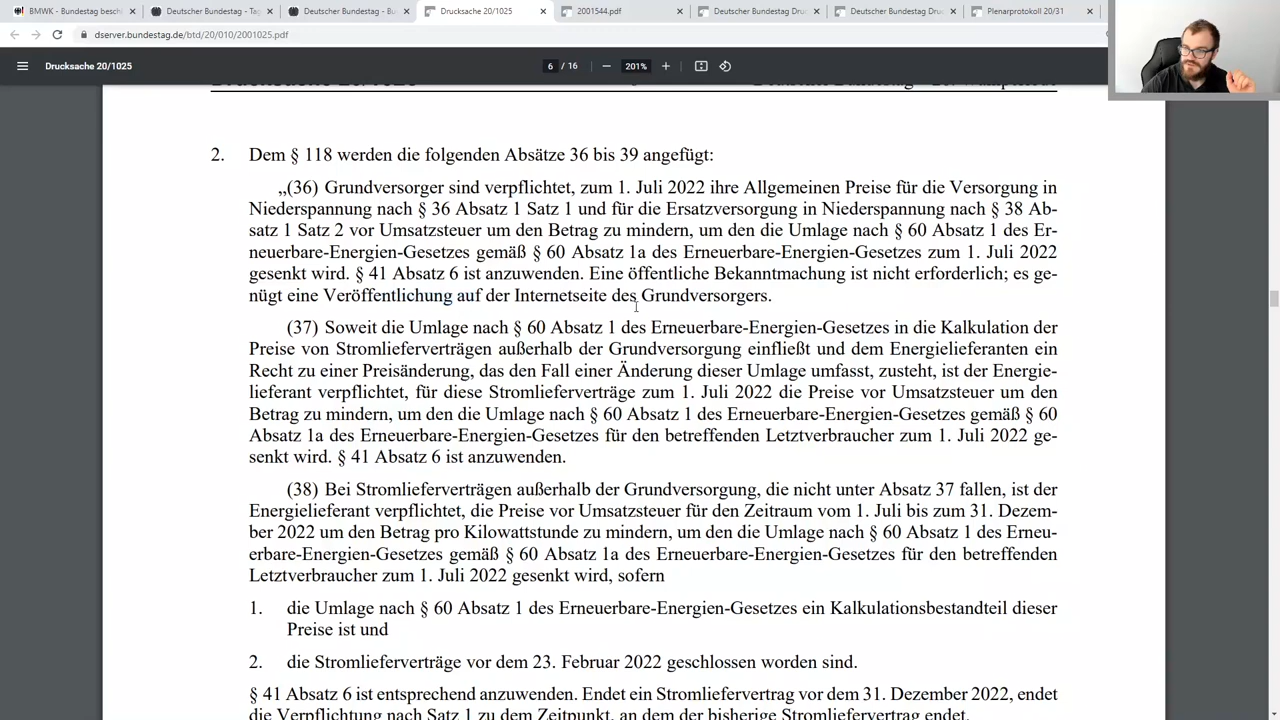 BMWK - Bundestag besch
Deutscher Bundestag - Tag
Deutscher Bundestag - Bu
Drucksache 20/1025
2001544.pdf
Deutscher Bundestag Dru
Deutscher Bundestag Dru
Plenarprotokoll 20/31
dserver.bundestag.de/btd/20/010/2001025.pdf
Drucksache 20/1025
6 / 16
201%
2. Dem § 118 werden die folgenden Absätze 36 bis 39 angefügt:
„(36) Grundversorger sind verpflichtet, zum 1. Juli 2022 ihre Allgemeinen Preise für die Versorgung in
Niederspannung nach § 36 Absatz 1 Satz 1 und für die Ersatzversorgung in Niederspannung nach § 38 Ab-
satz 1 Satz 2 vor Umsatzsteuer um den Betrag zu mindern, um den die Umlage nach § 60 Absatz 1 des Er-
neuerbare-Energien-Gesetzes gemäß § 60 Absatz 1a des Erneuerbare-Energien-Gesetzes zum 1. Juli 2022
gesenkt wird. § 41 Absatz 6 ist anzuwenden. Eine öffentliche Bekanntmachung ist nicht erforderlich; es ge-
nügt eine Veröffentlichung auf der Internetseite des Grundversorgers.
(37) Soweit die Umlage nach § 60 Absatz 1 des Erneuerbare-Energien-Gesetzes in die Kalkulation der
Preise von Stromlieferverträgen außerhalb der Grundversorgung einfließt und dem Energielieferanten ein
Recht zu einer Preisänderung, das den Fall einer Änderung dieser Umlage umfasst, zusteht, ist der Energie-
lieferant verpflichtet, für diese Stromlieferverträge zum 1. Juli 2022 die Preise vor Umsatzsteuer um den
Betrag zu mindern, um den die Umlage nach § 60 Absatz 1 des Erneuerbare-Energien-Gesetzes gemäß § 60
Absatz 1a des Erneuerbare-Energien-Gesetzes für den betreffenden Letztverbraucher zum 1. Juli 2022 ge-
senkt wird. § 41 Absatz 6 ist anzuwenden.
(38) Bei Stromlieferverträgen außerhalb der Grundversorgung, die nicht unter Absatz 37 fallen, ist der
Energielieferant verpflichtet, die Preise vor Umsatzsteuer für den Zeitraum vom 1. Juli bis zum 31. Dezem-
ber 2022 um den Betrag pro Kilowattstunde zu mindern, um den die Umlage nach § 60 Absatz 1 des Erneu-
erbare-Energien-Gesetzes gemäß § 60 Absatz 1a des Erneuerbare-Energien-Gesetzes für den betreffenden
Letztverbraucher zum 1. Juli 2022 gesenkt wird, sofern
1. die Umlage nach § 60 Absatz 1 des Erneuerbare-Energien-Gesetzes ein Kalkulationsbestandteil dieser
Preise ist und
2. die Stromlieferverträge vor dem 23. Februar 2022 geschlossen worden sind.
§ 41 Absatz 6 ist entsprechend anzuwenden. Endet ein Stromliefervertrag vor dem 31. Dezember 2022, endet
die Verpflichtung nach Satz 1 zu dem Zeitpunkt, an dem der bisherige Stromliefervertrag endet.